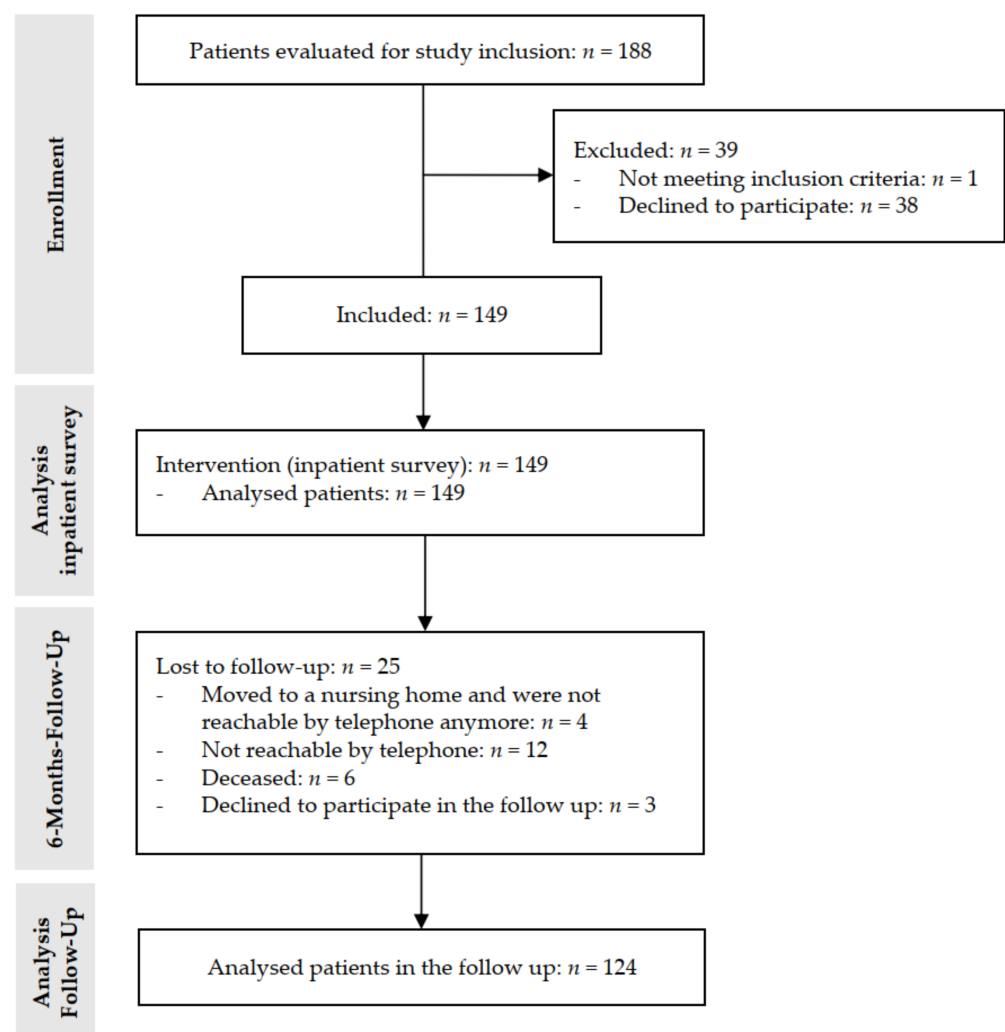 Enrollment
Patients evaluated for study inclusion: n = 188
Excluded: n = 39
- Not meeting inclusion criteria: n = 1
- Declined to participate: n = 38
Included: n = 149
Analysis
inpatient survey
Intervention (inpatient survey): n = 149
- Analysed patients: n = 149
6-Months-Follow-Up
Lost to follow-up: n = 25
- Moved to a nursing home and were not
reachable by telephone anymore: n = 4
- Not reachable by telephone: n = 12
- Deceased: n = 6
- Declined to participate in the follow up: n = 3
Analysis
Follow-Up
Analysed patients in the follow up: n = 124